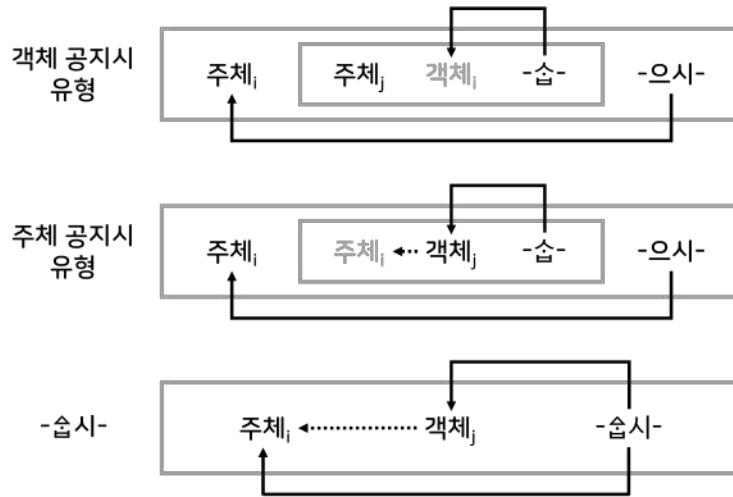 객체 공지시
유형
주체i 주체j 객체i -숩- -으시-
주체 공지시
유형
주체i 주체i 객체j -숩- -으시-
-숩시- 주체i 객체j -숩시-